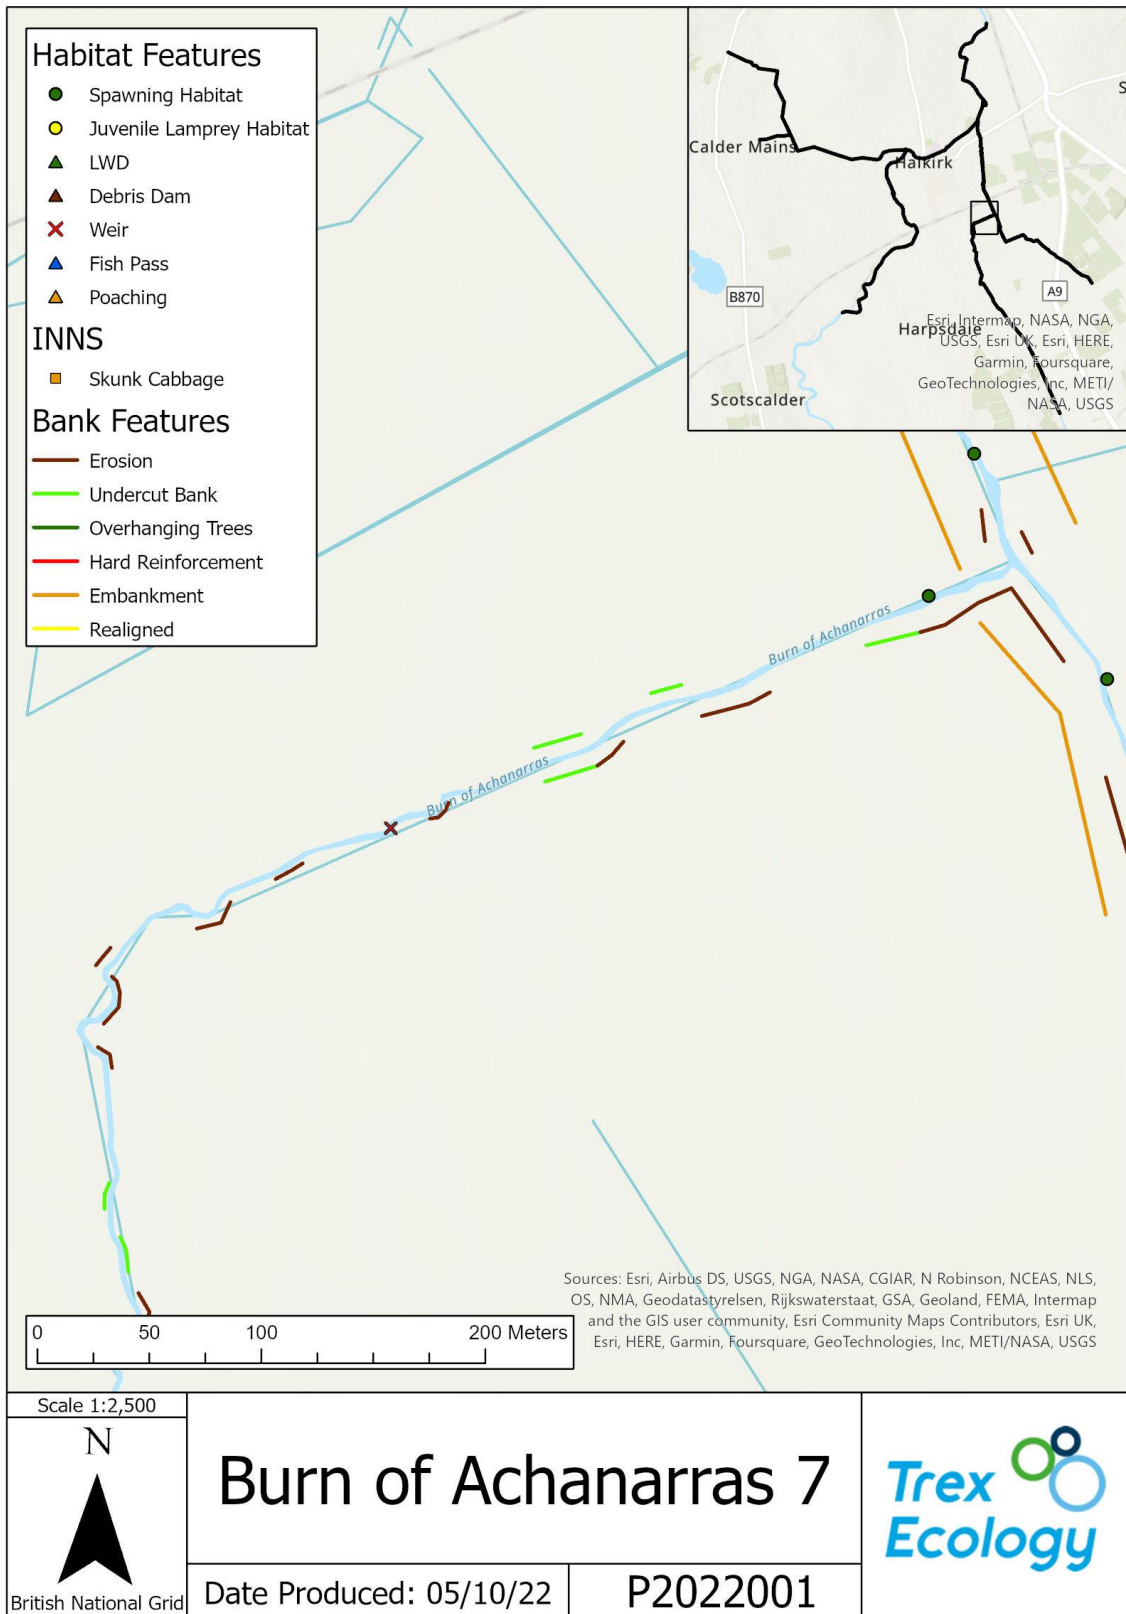 Habitat Features
Spawning Habitat
Juvenile Lamprey Habitat
LWD
Debris Dam
Weir
Fish Pass
Poaching
INNS
Skunk Cabbage
Bank Features
Erosion
Undercut Bank
Overhanging Trees
Hard Reinforcement
Embankment
Realigned
S
Calder Mains
Halkirk
B870
A9
Harpsdale
Scotscalder
Esri, Intermap, NASA, NGA,
USGS, Esri UK, Esri, HERE,
Garmin, Foursquare,
GeoTechnologies, Inc, METI/
NASA, USGS
Burn of Achanarras
Burn of Achanarras
Sources: Esri, Airbus DS, USGS, NGA, NASA, CGIAR, N Robinson, NCEAS, NLS,
OS, NMA, Geodatastyrelsen, Rijkswaterstaat, GSA, Geoland, FEMA, Intermap
and the GIS user community, Esri Community Maps Contributors, Esri UK,
Esri, HERE, Garmin, Foursquare, GeoTechnologies, Inc, METI/NASA, USGS
0 50 100 200 Meters
Scale 1:2,500
N
British National Grid
Burn of Achanarras 7
Date Produced: 05/10/22
P2022001
Trex
Ecology